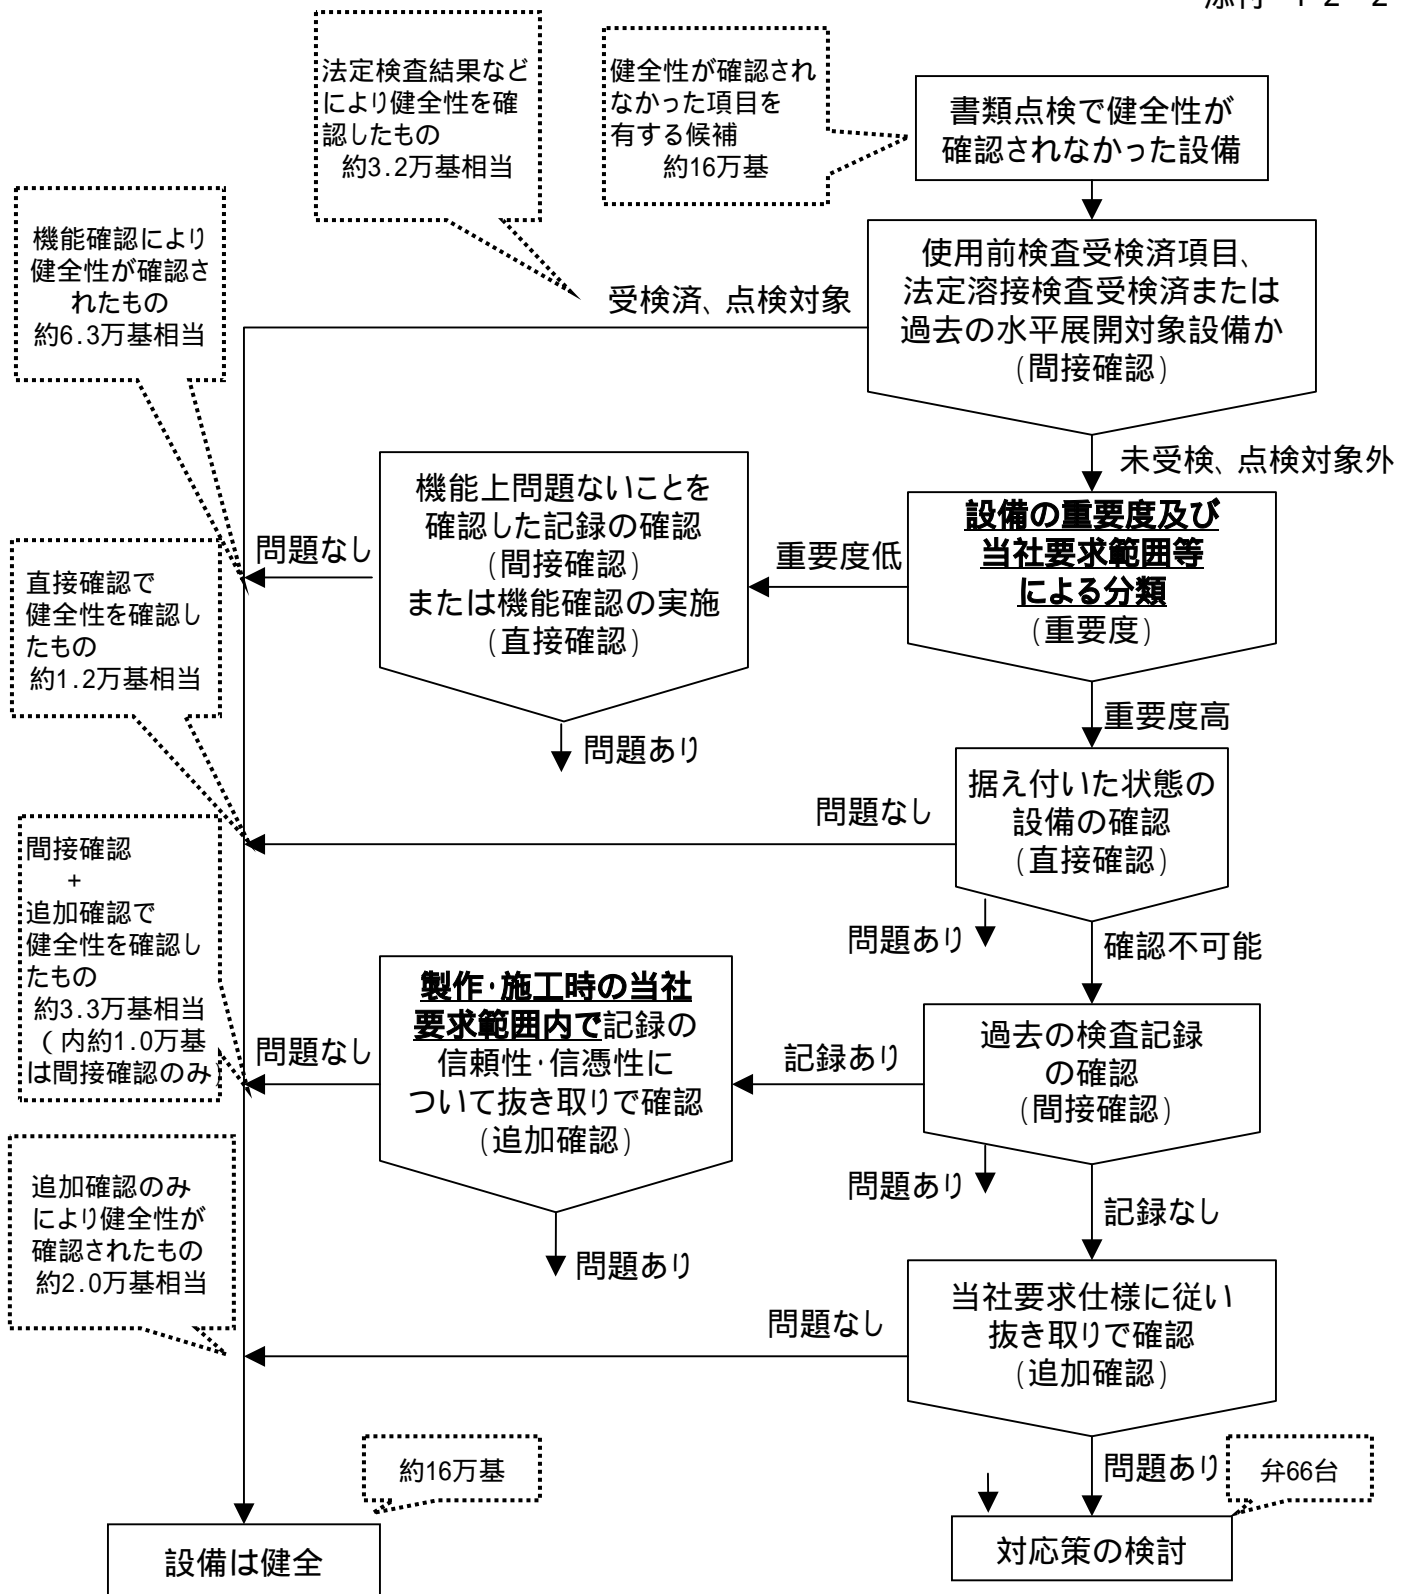 法定検査結果など
により健全性を確
認したもの
約3.2万基相当
健全性が確認され
なかった項目を
有する候補
約16万基
書類点検で健全性が
確認されなかった設備
機能確認により
健全性が確認さ
れたもの
約6.3万基相当
受検済、点検対象
使用前検査受検済項目、
法定溶接検査受検済または
過去の水平展開対象設備か
(間接確認)
未受検、点検対象外
機能上問題ないことを
確認した記録の確認
(間接確認)
または機能確認の実施
(直接確認)
問題なし
重要度低
設備の重要度及び
当社要求範囲等
による分類
(重要度)
直接確認で
健全性を確認し
たもの
約1.2万基相当
問題あり
重要度高
問題なし
据え付いた状態の
設備の確認
(直接確認)
間接確認
+
追加確認で
健全性を確認し
たもの
約3.3万基相当
(内約1.0万基
は間接確認のみ)
問題あり
確認不可能
製作・施工時の当社
要求範囲内で記録の
信頼性・信憑性に
ついて抜き取りで確認
(追加確認)
問題なし
記録あり
過去の検査記録
の確認
(間接確認)
問題あり
記録なし
追加確認のみ
により健全性が
確認されたもの
約2.0万基相当
問題あり
問題なし
当社要求仕様に従い
抜き取りで確認
(追加確認)
約16万基
問題あり
弁66台
設備は健全
対応策の検討